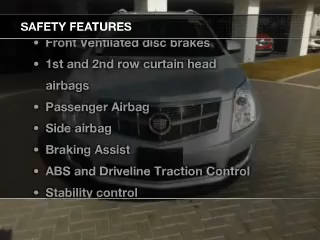 SAFETY FEATURES
• Front Ventilated disc brakes
• 1st and 2nd row curtain head
airbags
• Passenger Airbag
• Side airbag
• Braking Assist
• ABS and Driveline Traction Control
• Stability control